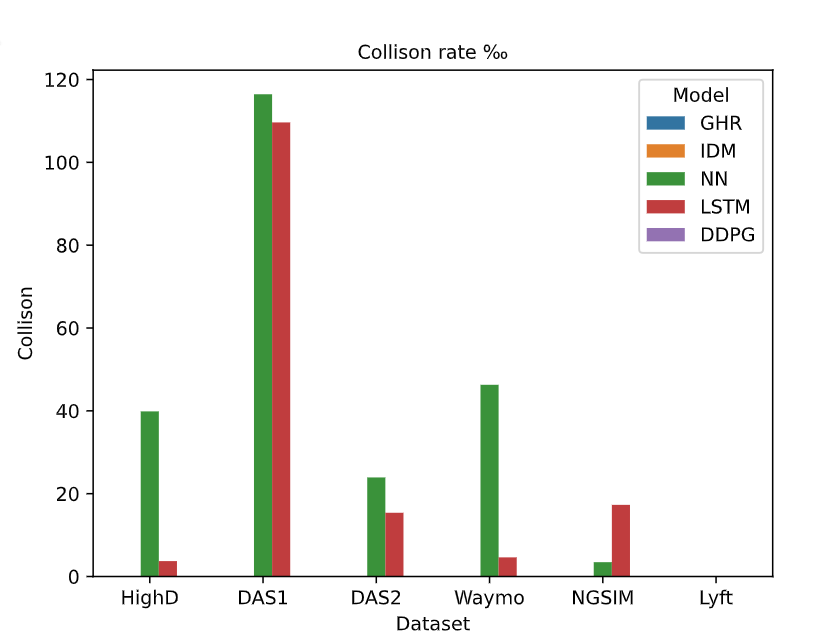 Collison rate ‰
120
100
80
60
40
20
0
Collison
Model
GHR
IDM
NN
LSTM
DDPG
HighD
DAS1
DAS2
Waymo
NGSIM
Lyft
Dataset